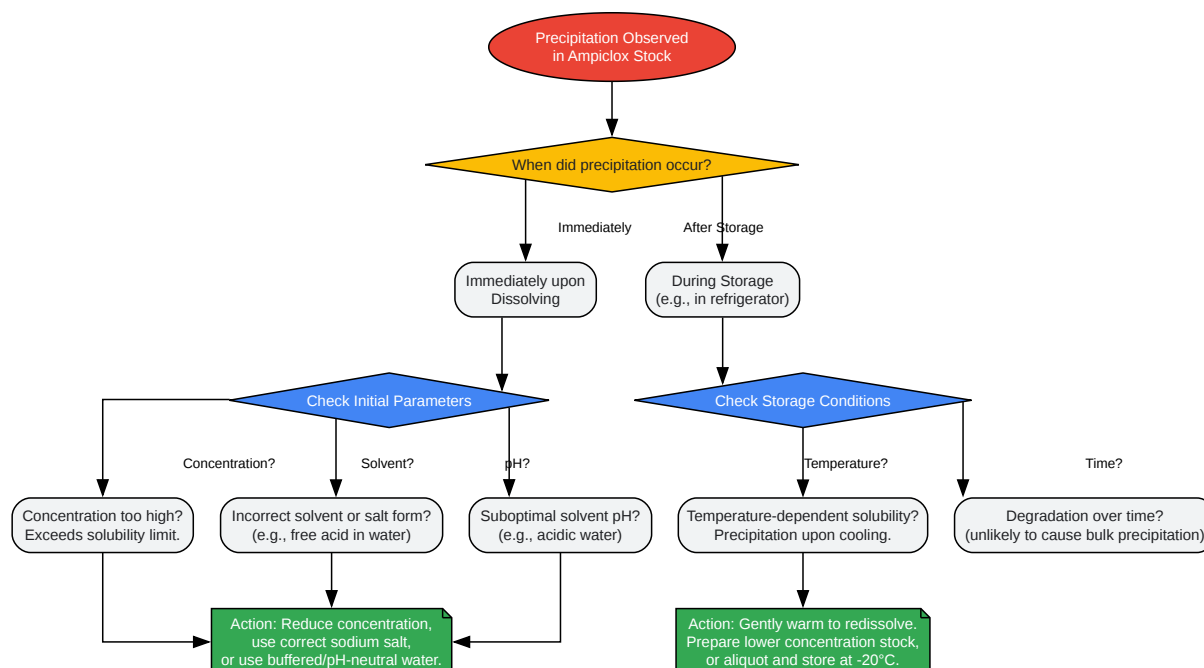 Precipitation Observed
in Ampiclox Stock
When did precipitation occur?
Immediately
After Storage
Immediately upon
Dissolving
During Storage
(e.g., in refrigerator)
Check Initial Parameters
Check Storage Conditions
Concentration?
Solvent?
pH?
Temperature?
Time?
Concentration too high?
Exceeds solubility limit.
Incorrect solvent or salt form?
(e.g., free acid in water)
Suboptimal solvent pH?
(e.g., acidic water)
Temperature-dependent solubility?
Precipitation upon cooling.
Degradation over time?
(unlikely to cause bulk precipitation)
Action: Reduce concentration,
use correct sodium salt,
or use buffered/pH-neutral water.
Action: Gently warm to redissolve.
Prepare lower concentration stock,
or aliquot and store at -20°C.